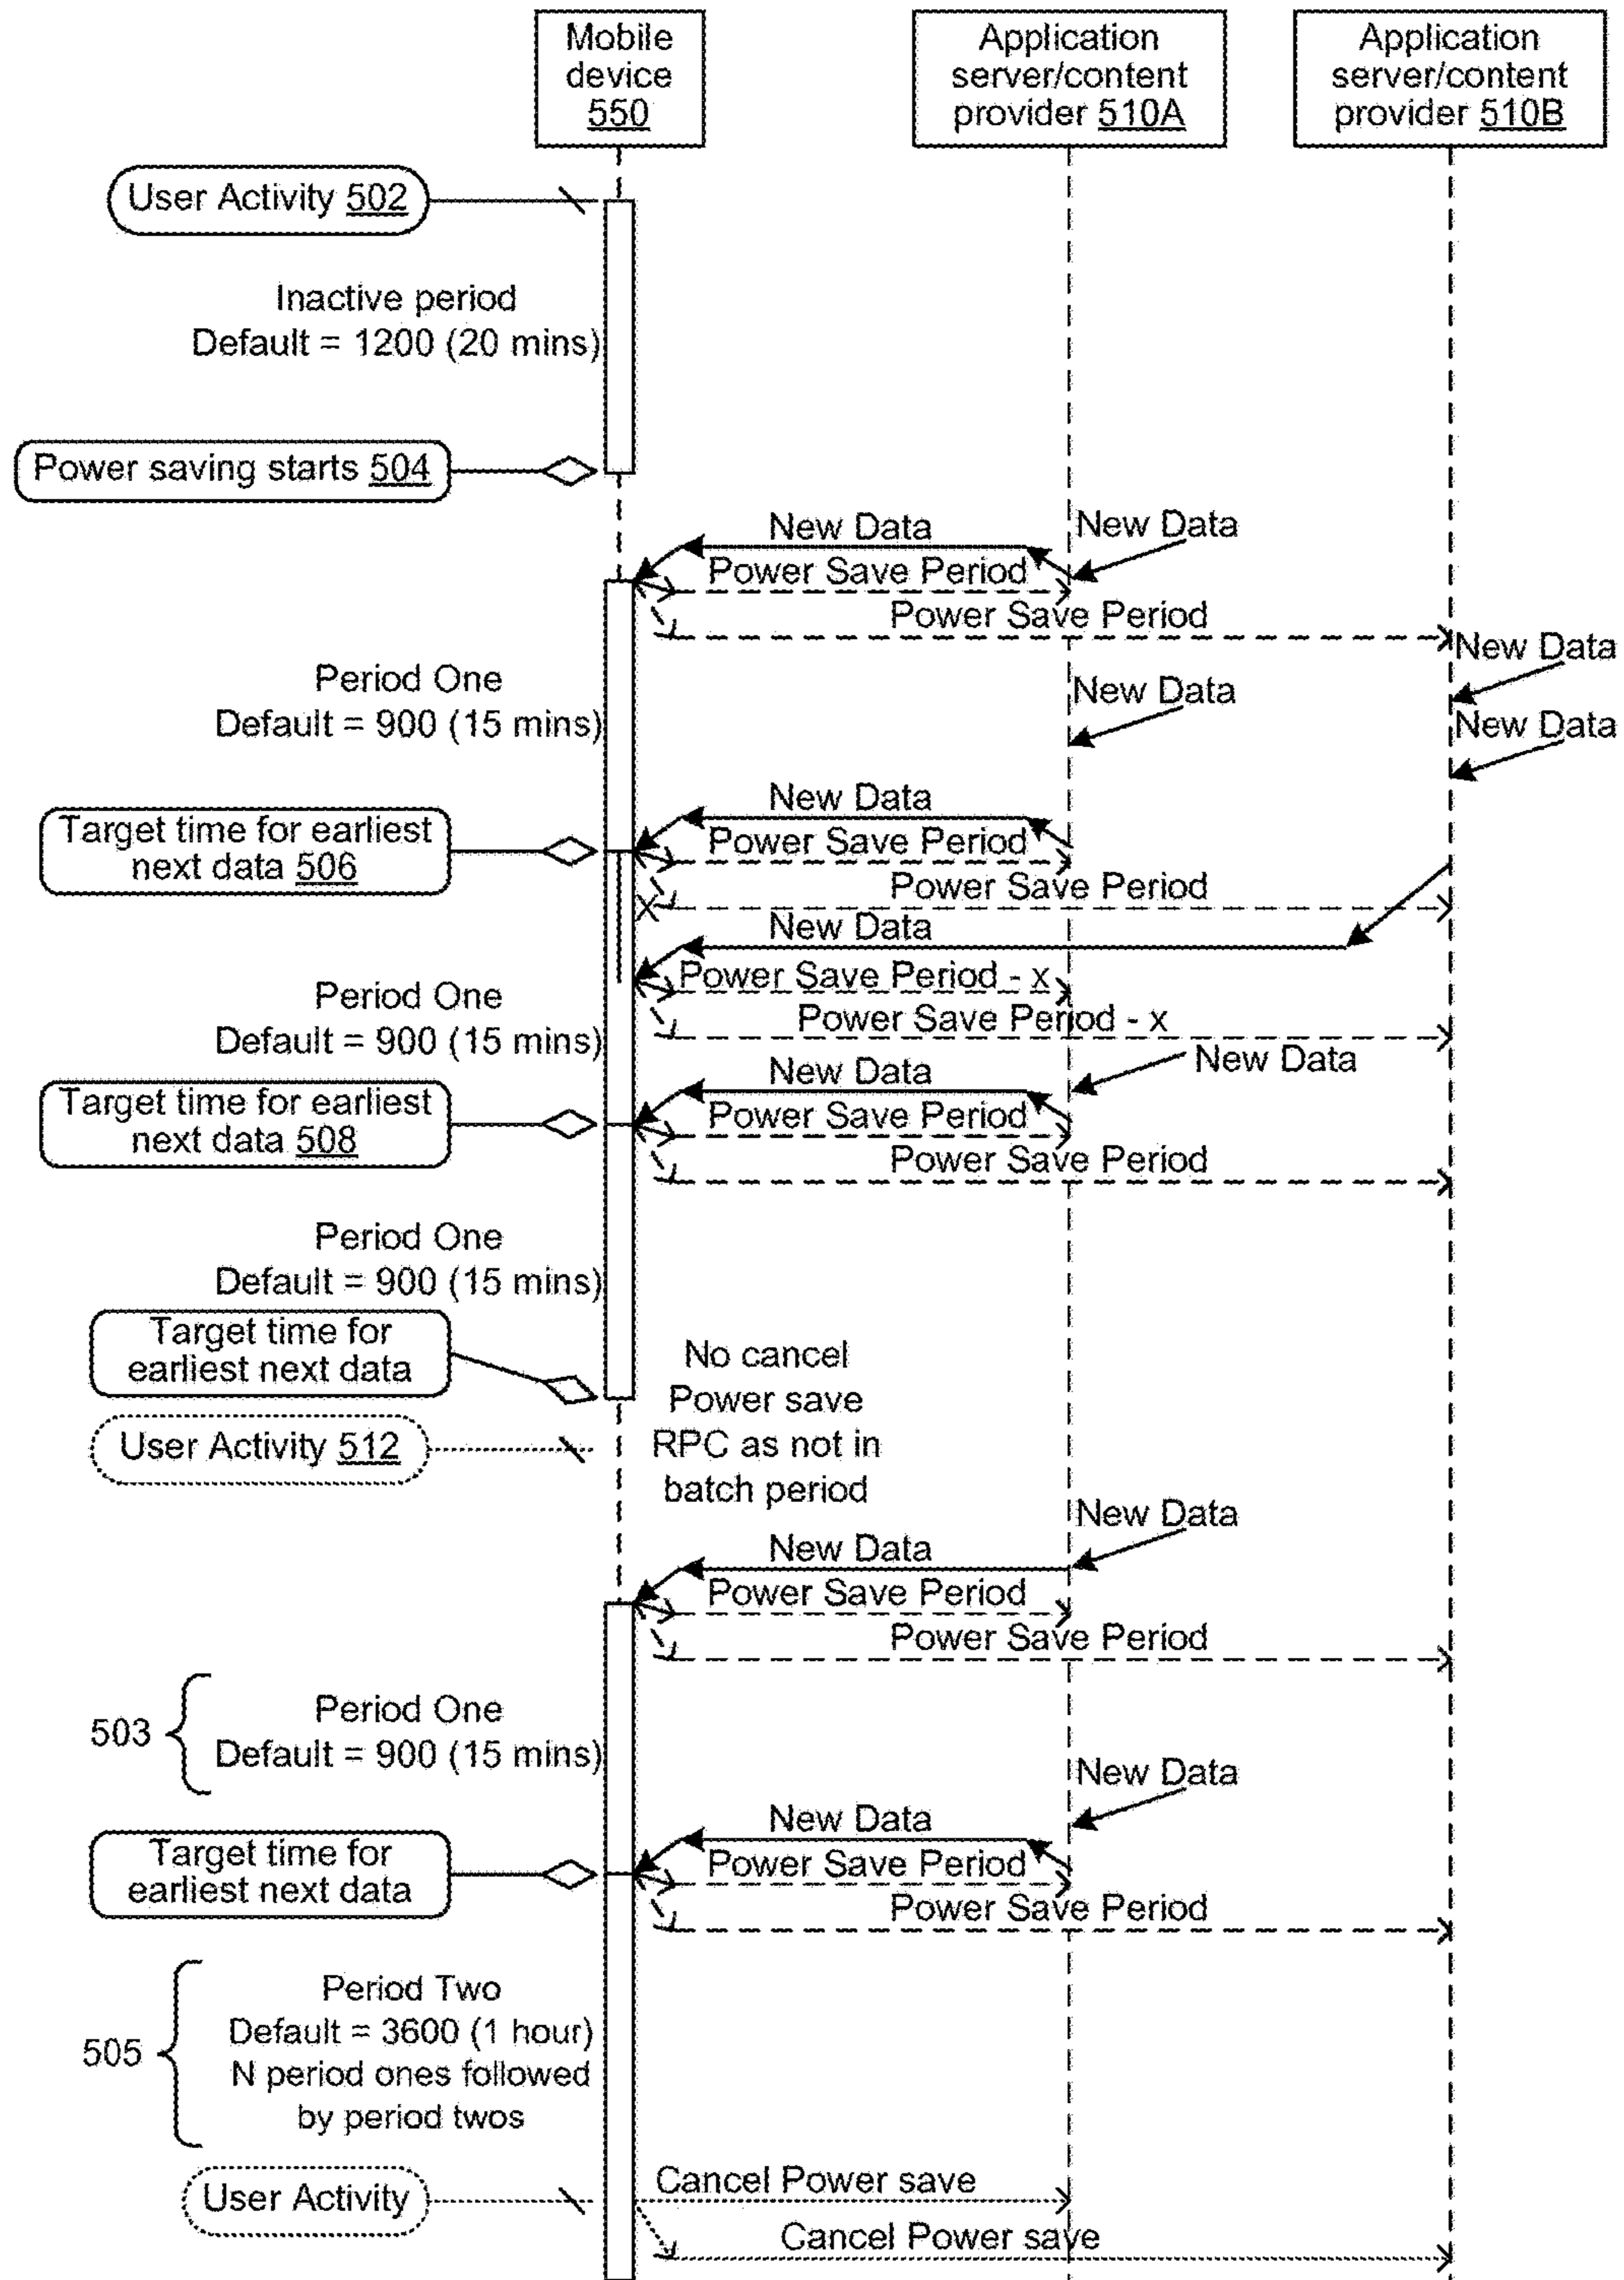 Mobile
device
550
Application
server/content
provider 510A
Application
server/content
provider 510B
User Activity 502
Inactive period
Default = 1200 (20 mins)
Power saving starts 504
New Data
New Data
Power Save Period
Power Save Period
New Data
Period One
Default = 900 (15 mins)
New Data
New Data
New Data
Target time for earliest
next data 506
Power Save Period
Power Save Period
X
New Data
Power Save Period - x
Period One
Default = 900 (15 mins)
Power Save Period - x
New Data
New Data
Target time for earliest
next data 508
Power Save Period
Power Save Period
Period One
Default = 900 (15 mins)
Target time for
earliest next data
No cancel
Power save
RPC as not in
batch period
User Activity 512
New Data
New Data
Power Save Period
Power Save Period
503
Period One
Default = 900 (15 mins)
New Data
New Data
Target time for
earliest next data
Power Save Period
Power Save Period
505
Period Two
Default = 3600 (1 hour)
N period ones followed
by period twos
User Activity
Cancel Power save
Cancel Power save